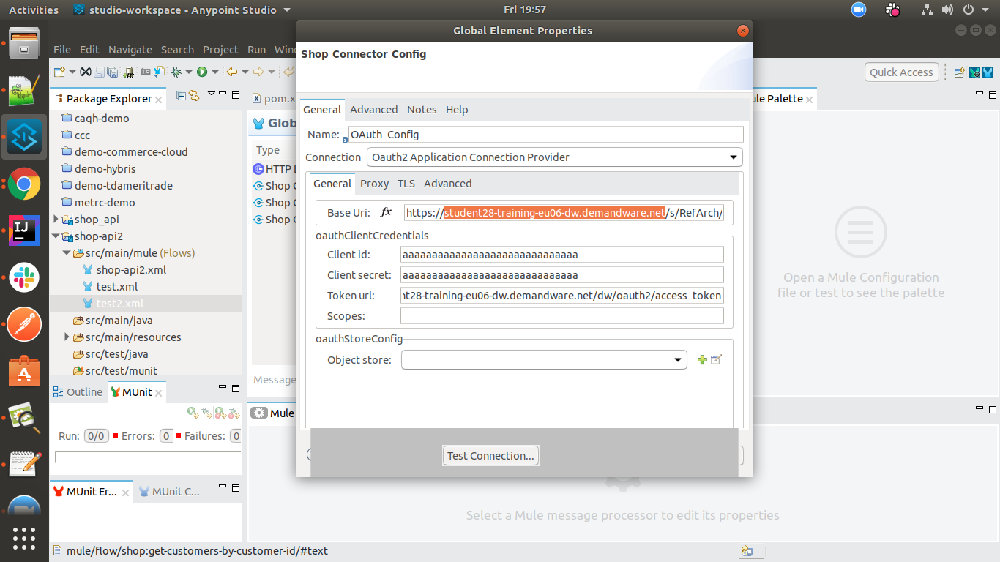 Activities
studio-workspace - Anypoint Studio
Fri 19:57
Global Element Properties
File Edit Navigate Search Project Run
Shop Connector Config
Quick Access
Package Explorer
caqh-demo
ccc
demo-commerce-cloud
demo-hybris
demo-tdameritrade
metrc-demo
shop_api
shop-api2
src/main/mule (Flows)
shop-api2.xml
test.xml
test2.xml
src/main/java
src/main/resources
src/test/java
src/test/munit
Type
HTTP
Shop
Shop
Shop
Message
General Advanced Notes Help
Name: OAuth_Config
Connection Oauth2 Application Connection Provider
General Proxy TLS Advanced
Base Uri: fx https://student28-training-eu06-dw.demandware.net/s/RefArch/
oauthClientCredentials
Client id: aaaaaaaaaaaaaaaaaaaaaaaaaaaaaa
Client secret: aaaaaaaaaaaaaaaaaaaaaaaaaaaaaa
Token url: t28-training-eu06-dw.demandware.net/dw/oauth2/access_token
Scopes:
oauthStoreConfig
Object store:
Test Connection...
Palette
Open a Mule Configuration
file or test to see the palette
Outline MUnit
Run: 0/0 Errors: 0 Failures: 0
MUnit Er... MUnit C...
Mule
Select a Mule message processor to edit its properties
mule/flow/shop:get-customers-by-customer-id/#text